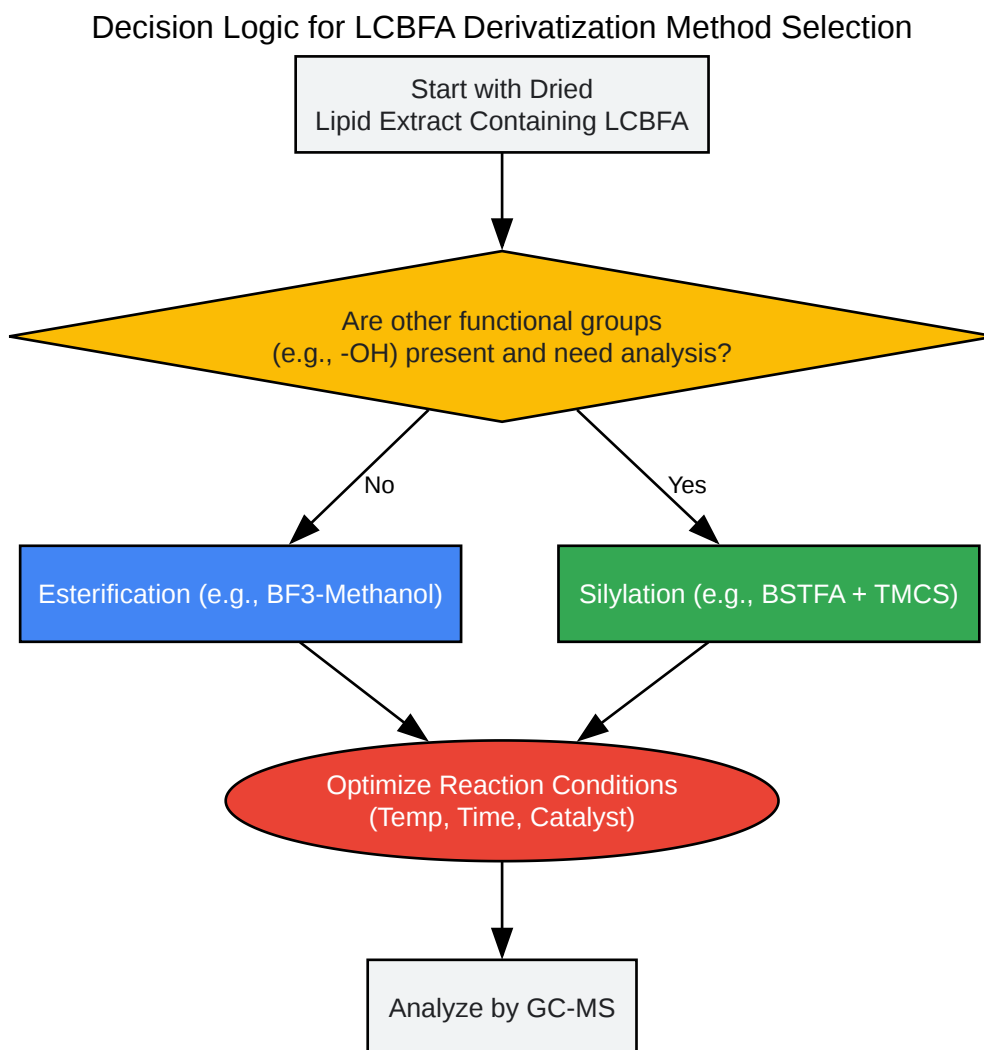 Decision Logic for LCBFA Derivatization Method Selection
Start with Dried
Lipid Extract Containing LCBFA
Are other functional groups
(e.g., -OH) present and need analysis?
No
Yes
Esterification (e.g., BF3-Methanol)
Silylation (e.g., BSTFA + TMCS)
Optimize Reaction Conditions
(Temp, Time, Catalyst)
Analyze by GC-MS